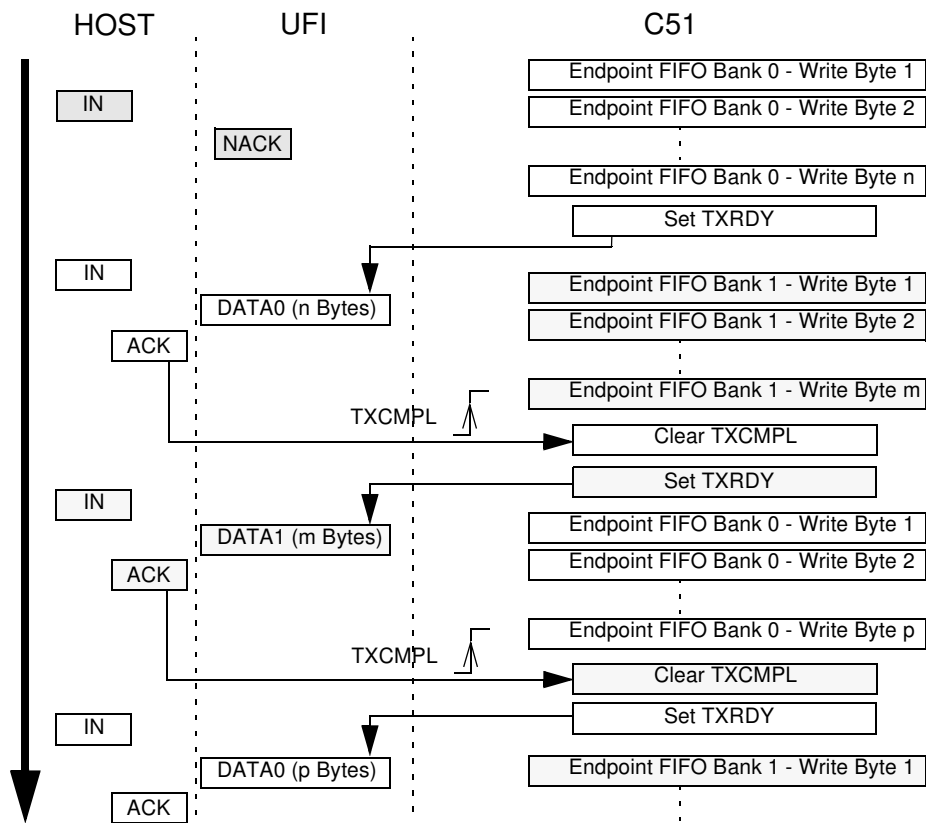 HOST UFI C51
Endpoint FIFO Bank 0 - Write Byte 1
IN
Endpoint FIFO Bank 0 - Write Byte 2
NACK
Endpoint FIFO Bank 0 - Write Byte n
Set TXRDY
IN
Endpoint FIFO Bank 1 - Write Byte 1
DATA0 (n Bytes)
Endpoint FIFO Bank 1 - Write Byte 2
ACK
Endpoint FIFO Bank 1 - Write Byte m
TXCMPL
Clear TXCMPL
Set TXRDY
IN
Endpoint FIFO Bank 0 - Write Byte 1
DATA1 (m Bytes)
Endpoint FIFO Bank 0 - Write Byte 2
ACK
Endpoint FIFO Bank 0 - Write Byte p
TXCMPL
Clear TXCMPL
Set TXRDY
IN
DATA0 (p Bytes)
Endpoint FIFO Bank 1 - Write Byte 1
ACK